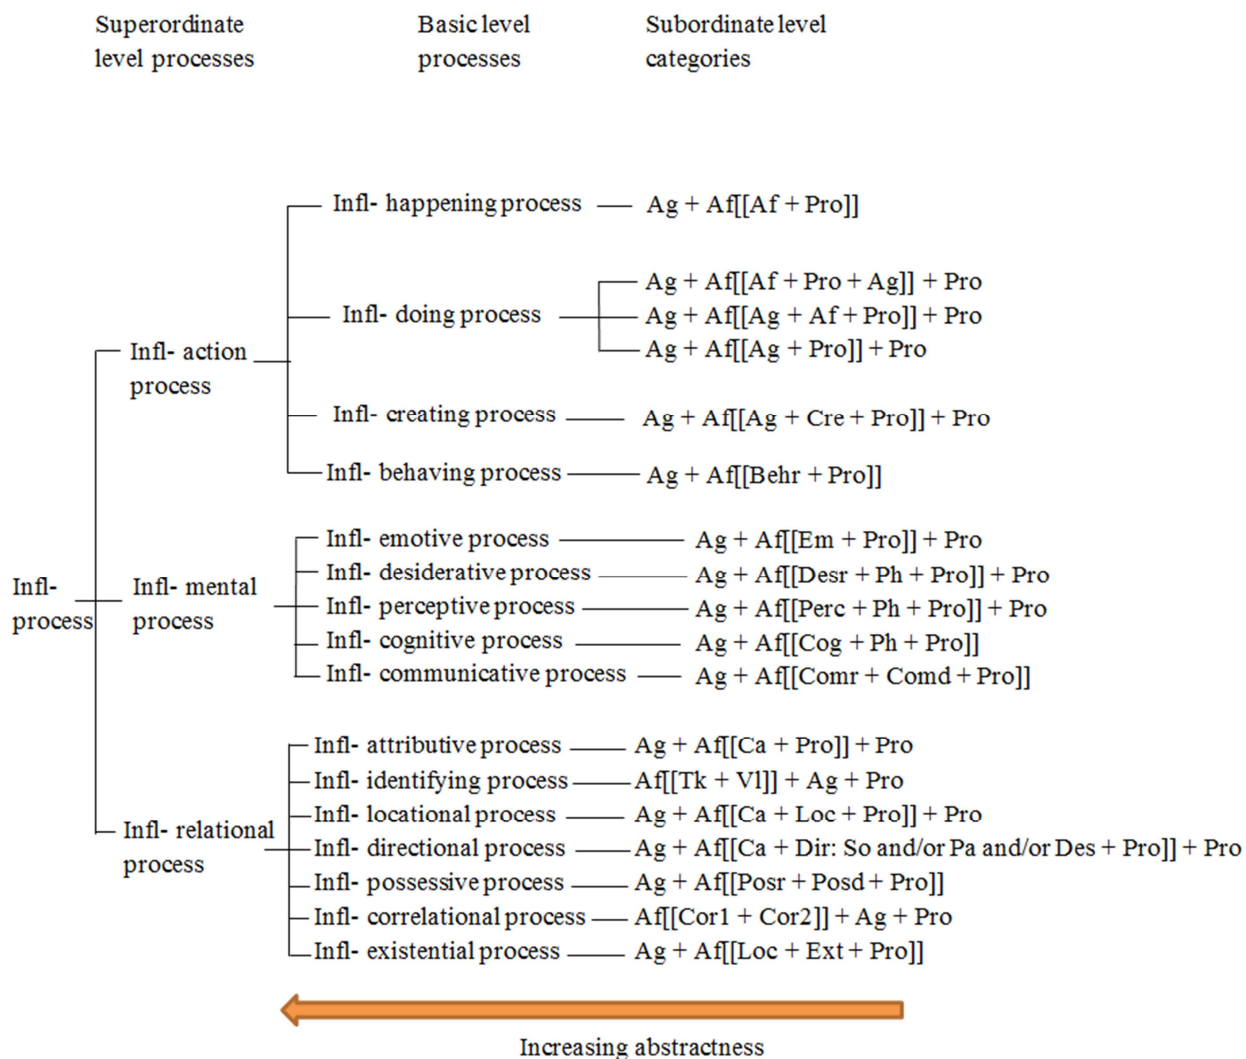 Superordinate level processes
Basic level processes
Subordinate level categories
Infl- process
Infl- action process
Infl- happening process
Ag + Af[[Af + Pro]]
Infl- doing process
Ag + Af[[Af + Pro + Ag]] + Pro
Ag + Af[[Ag + Af + Pro]] + Pro
Ag + Af[[Ag + Pro]] + Pro
Infl- creating process
Ag + Af[[Ag + Cre + Pro]] + Pro
Infl- behaving process
Ag + Af[[Behr + Pro]]
Infl- mental process
Infl- emotive process
Ag + Af[[Em + Pro]] + Pro
Infl- desiderative process
Ag + Af[[Desr + Ph + Pro]] + Pro
Infl- perceptive process
Ag + Af[[Perc + Ph + Pro]] + Pro
Infl- cognitive process
Ag + Af[[Cog + Ph + Pro]]
Infl- communicative process
Ag + Af[[Comr + Comd + Pro]]
Infl- relational process
Infl- attributive process
Ag + Af[[Ca + Pro]] + Pro
Infl- identifying process
Af[[Tk + Vl]] + Ag + Pro
Infl- locational process
Ag + Af[[Ca + Loc + Pro]] + Pro
Infl- directional process
Ag + Af[[Ca + Dir: So and/or Pa and/or Des + Pro]] + Pro
Infl- possessive process
Ag + Af[[Posr + Posd + Pro]]
Infl- correlational process
Af[[Cor1 + Cor2]] + Ag + Pro
Infl- existential process
Ag + Af[[Loc + Ext + Pro]]
Increasing abstractness